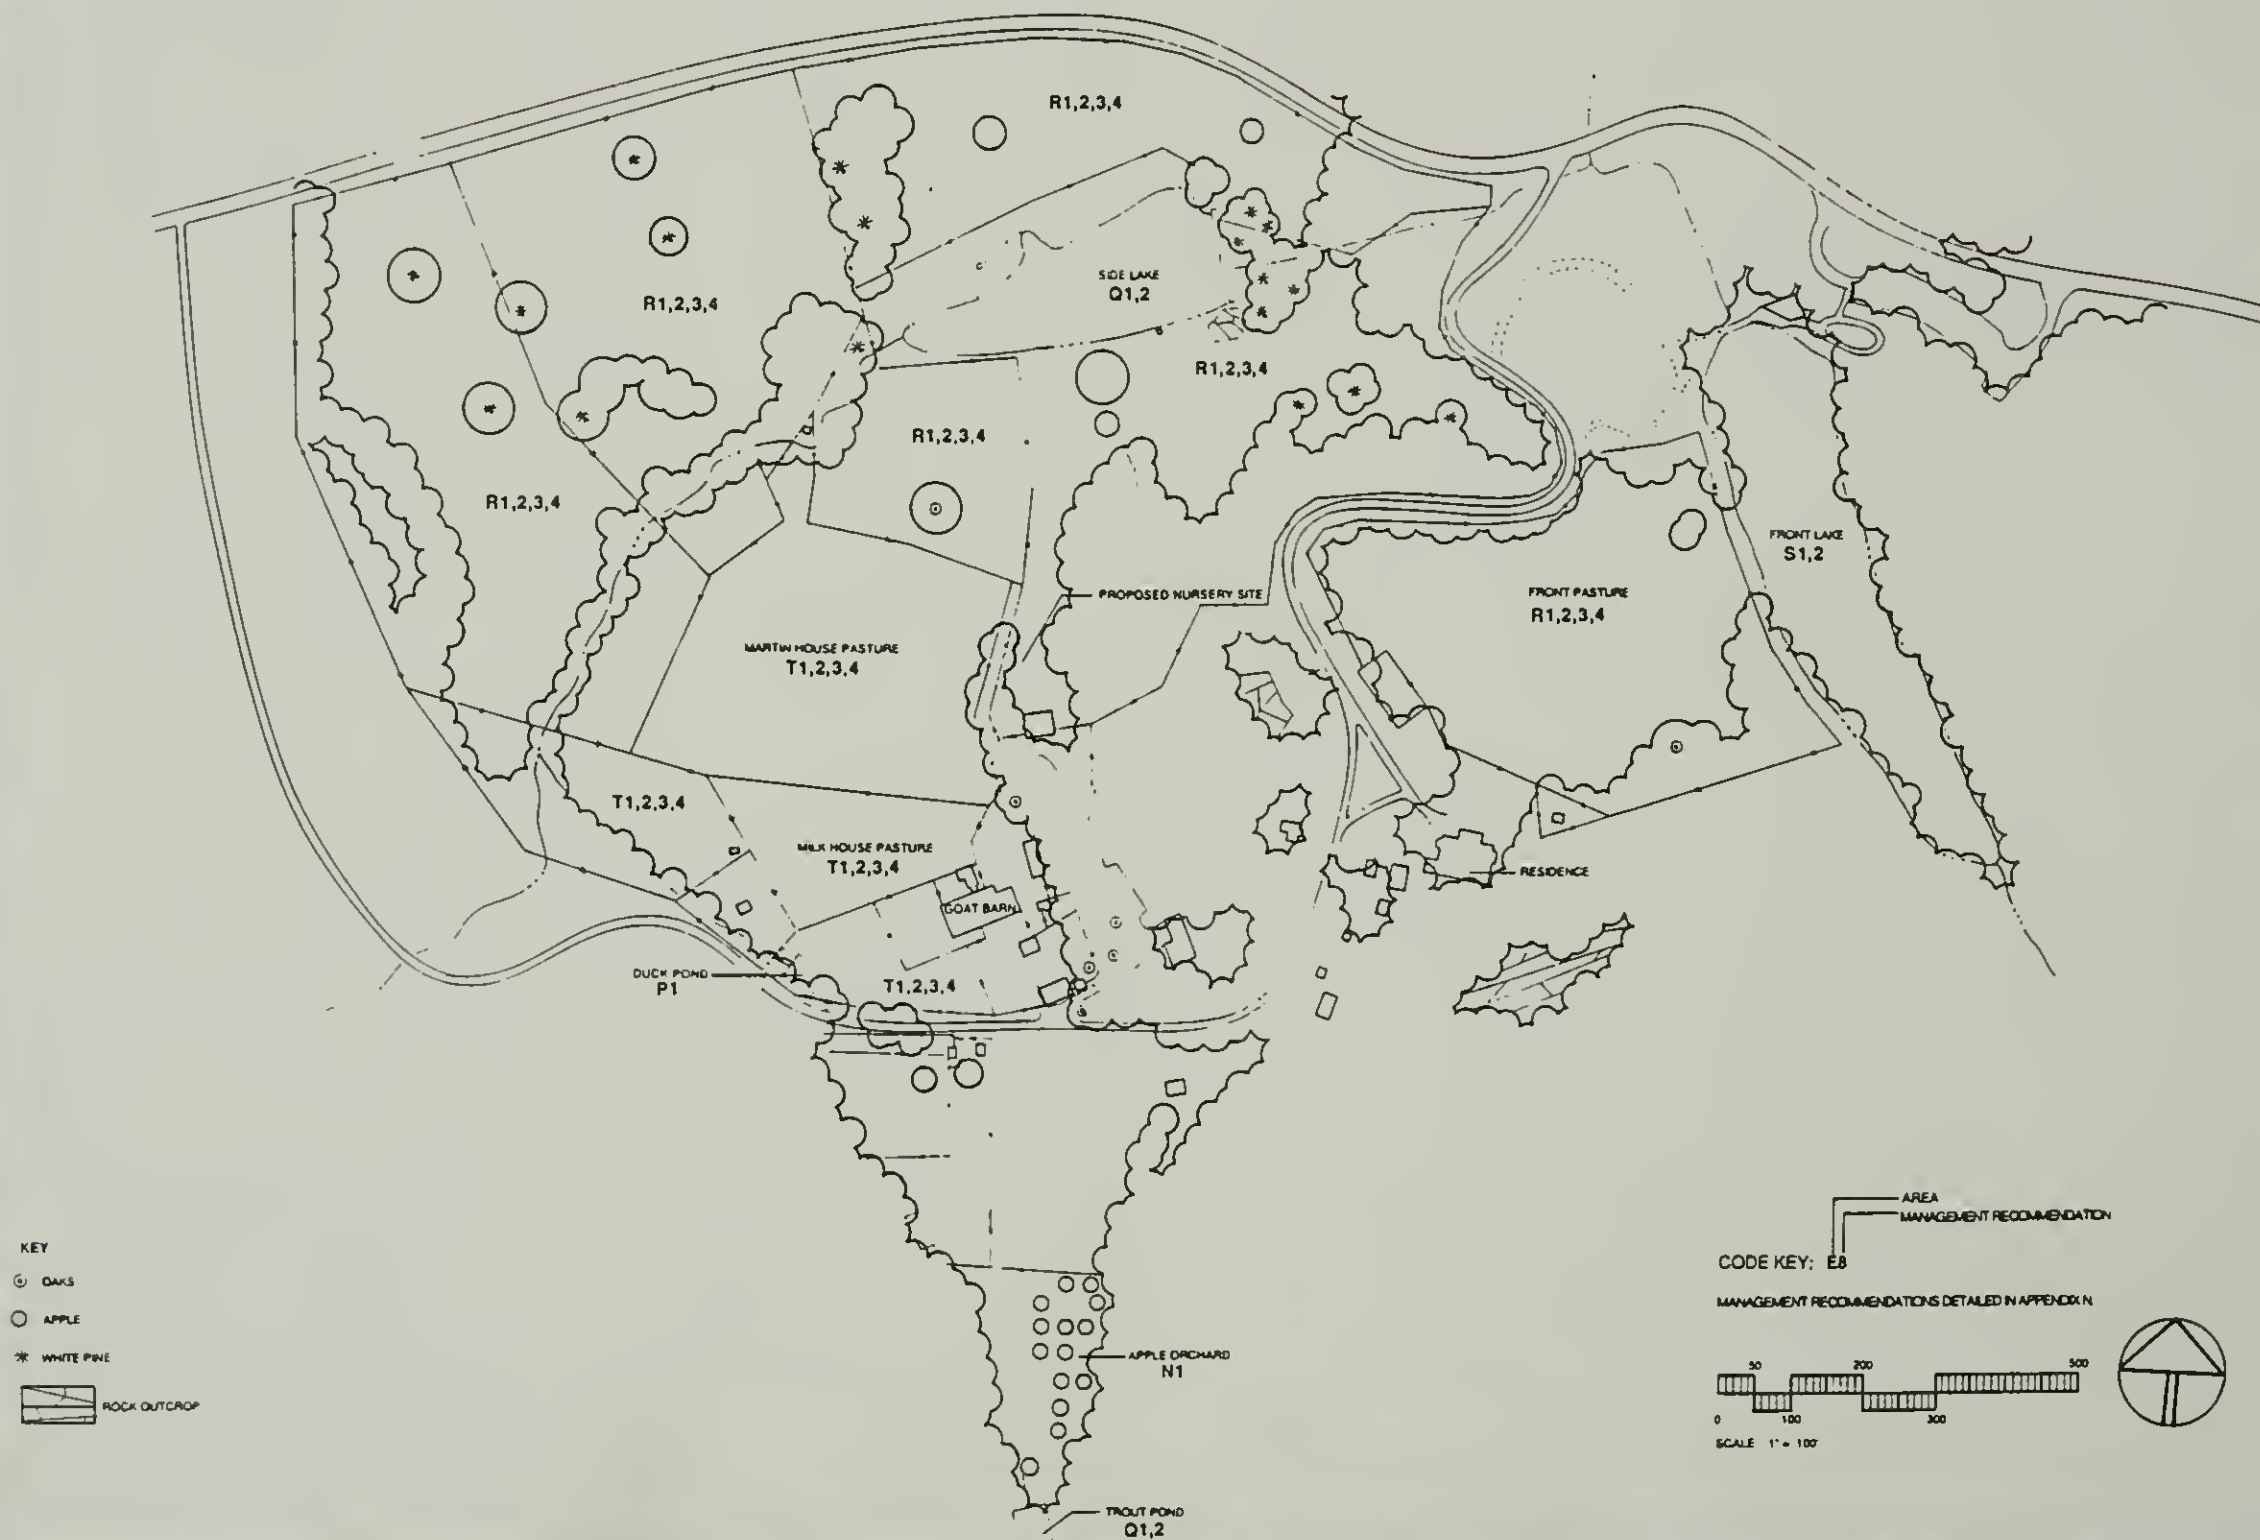 R1,2,3,4
SIDE LAKE
Q1,2
R1,2,3,4
R1,2,3,4
R1,2,3,4
R1,2,3,4
FRONT LAKE
S1,2
PROPOSED NURSERY SITE
FRONT PASTURE
R1,2,3,4
MARTIN HOUSE PASTURE
T1,2,3,4
T1,2,3,4
MILK HOUSE PASTURE
T1,2,3,4
RESIDENCE
GOAT BARN
DUCK POND
P1
T1,2,3,4
APPLE ORCHARD
N1
TROUT POND
Q1,2
KEY
OAKS
APPLE
WHITE PINE
ROCK OUTCROP
AREA
MANAGEMENT RECOMMENDATION
CODE KEY: E8
MANAGEMENT RECOMMENDATIONS DETAILED IN APPENDIX N.
50 200 500
0 100 300
SCALE 1" = 100'